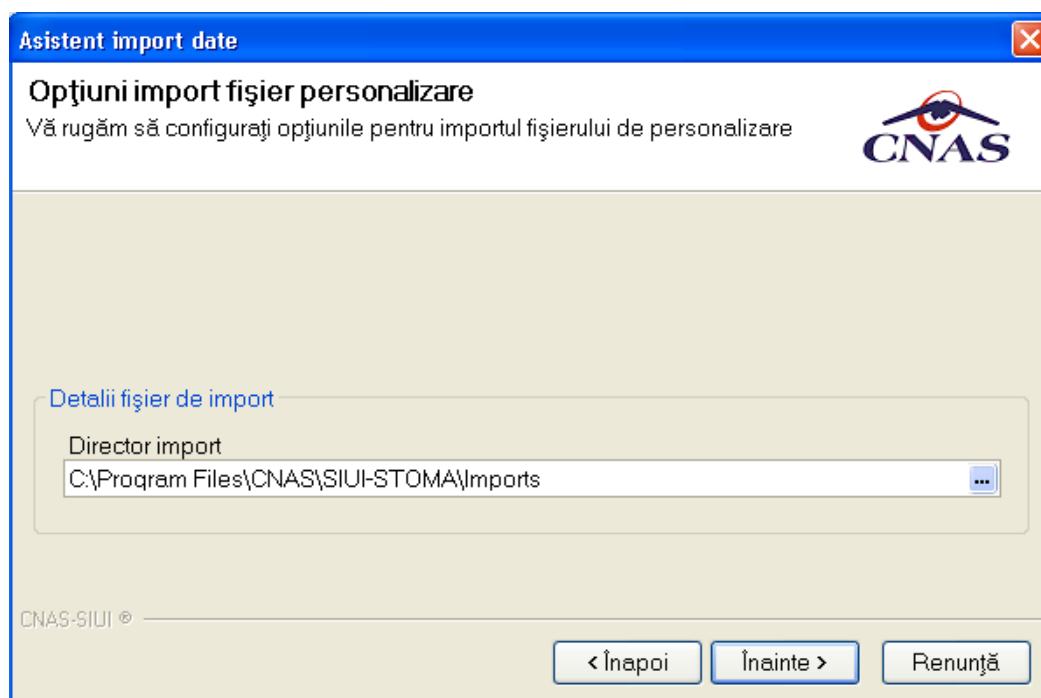 Asistent import date
Opţiuni import fişier personalizare
Vă rugăm să configuraţi opţiunile pentru importul fişierului de personalizare
CNAS
Detalii fişier de import
Director import
C:\Program Files\CNAS\SIUI-STOMA\Imports
...
CNAS-SIUI ®
< Înapoi
Înainte >
Renunţă